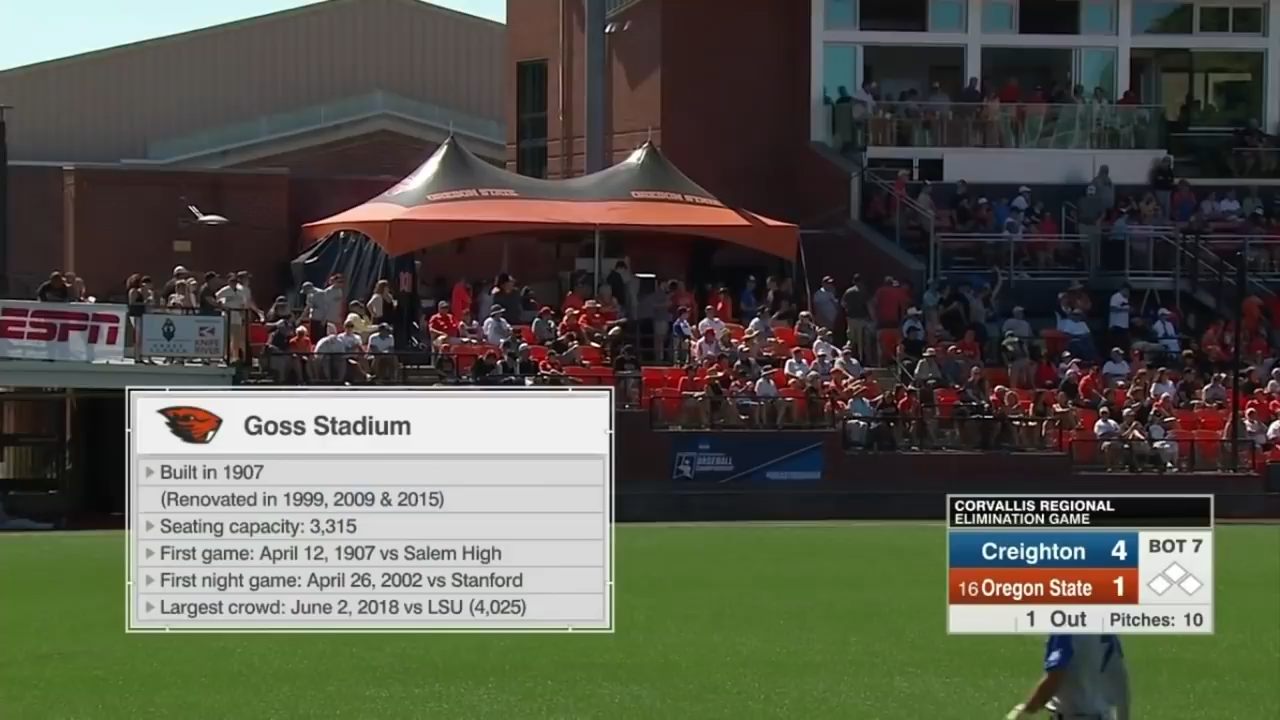 OREGON STATE
OREGON STATE
ESPN
KNIFE
RIVER
BASEBALL
CHAMPIONSHIP
Goss Stadium
Built in 1907
(Renovated in 1999, 2009 & 2015)
Seating capacity: 3,315
First game: April 12, 1907 vs Salem High
First night game: April 26, 2002 vs Stanford
Largest crowd: June 2, 2018 vs LSU (4,025)
CORVALLIS REGIONAL
ELIMINATION GAME
Creighton 4 BOT 7
16 Oregon State 1
1 Out Pitches: 10